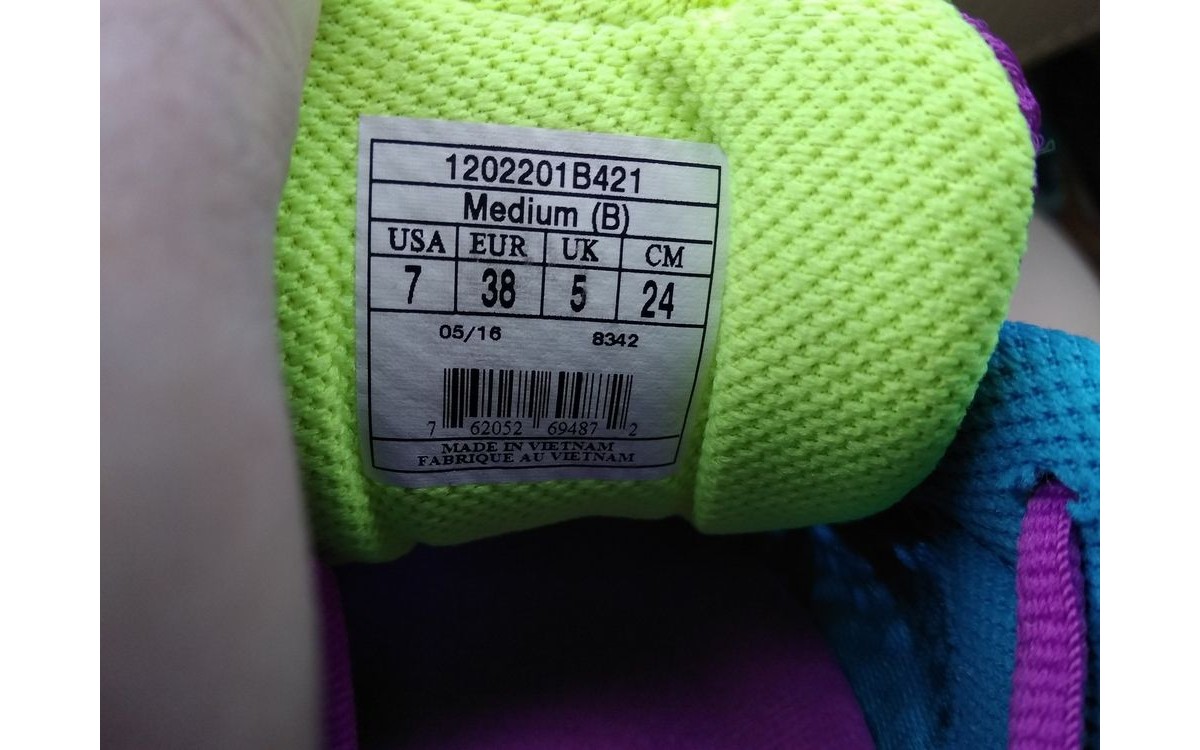 1202201B421
Medium (B)
USA EUR UK CM
7 38 5 24
05/16 8342
7 62052 69487 2
MADE IN VIETNAM
FABRIQUE AU VIETNAM